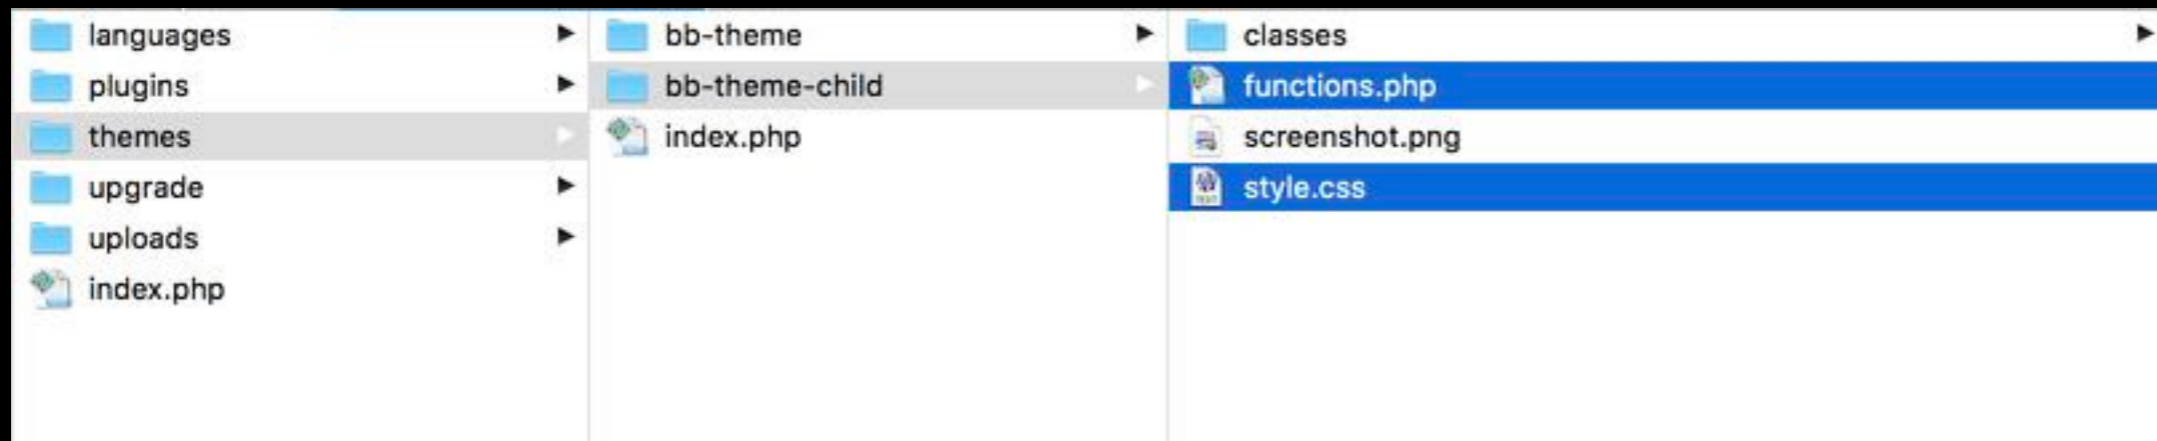 languages
plugins
themes
upgrade
uploads
index.php
bb-theme
bb-theme-child
index.php
classes
functions.php
screenshot.png
style.css